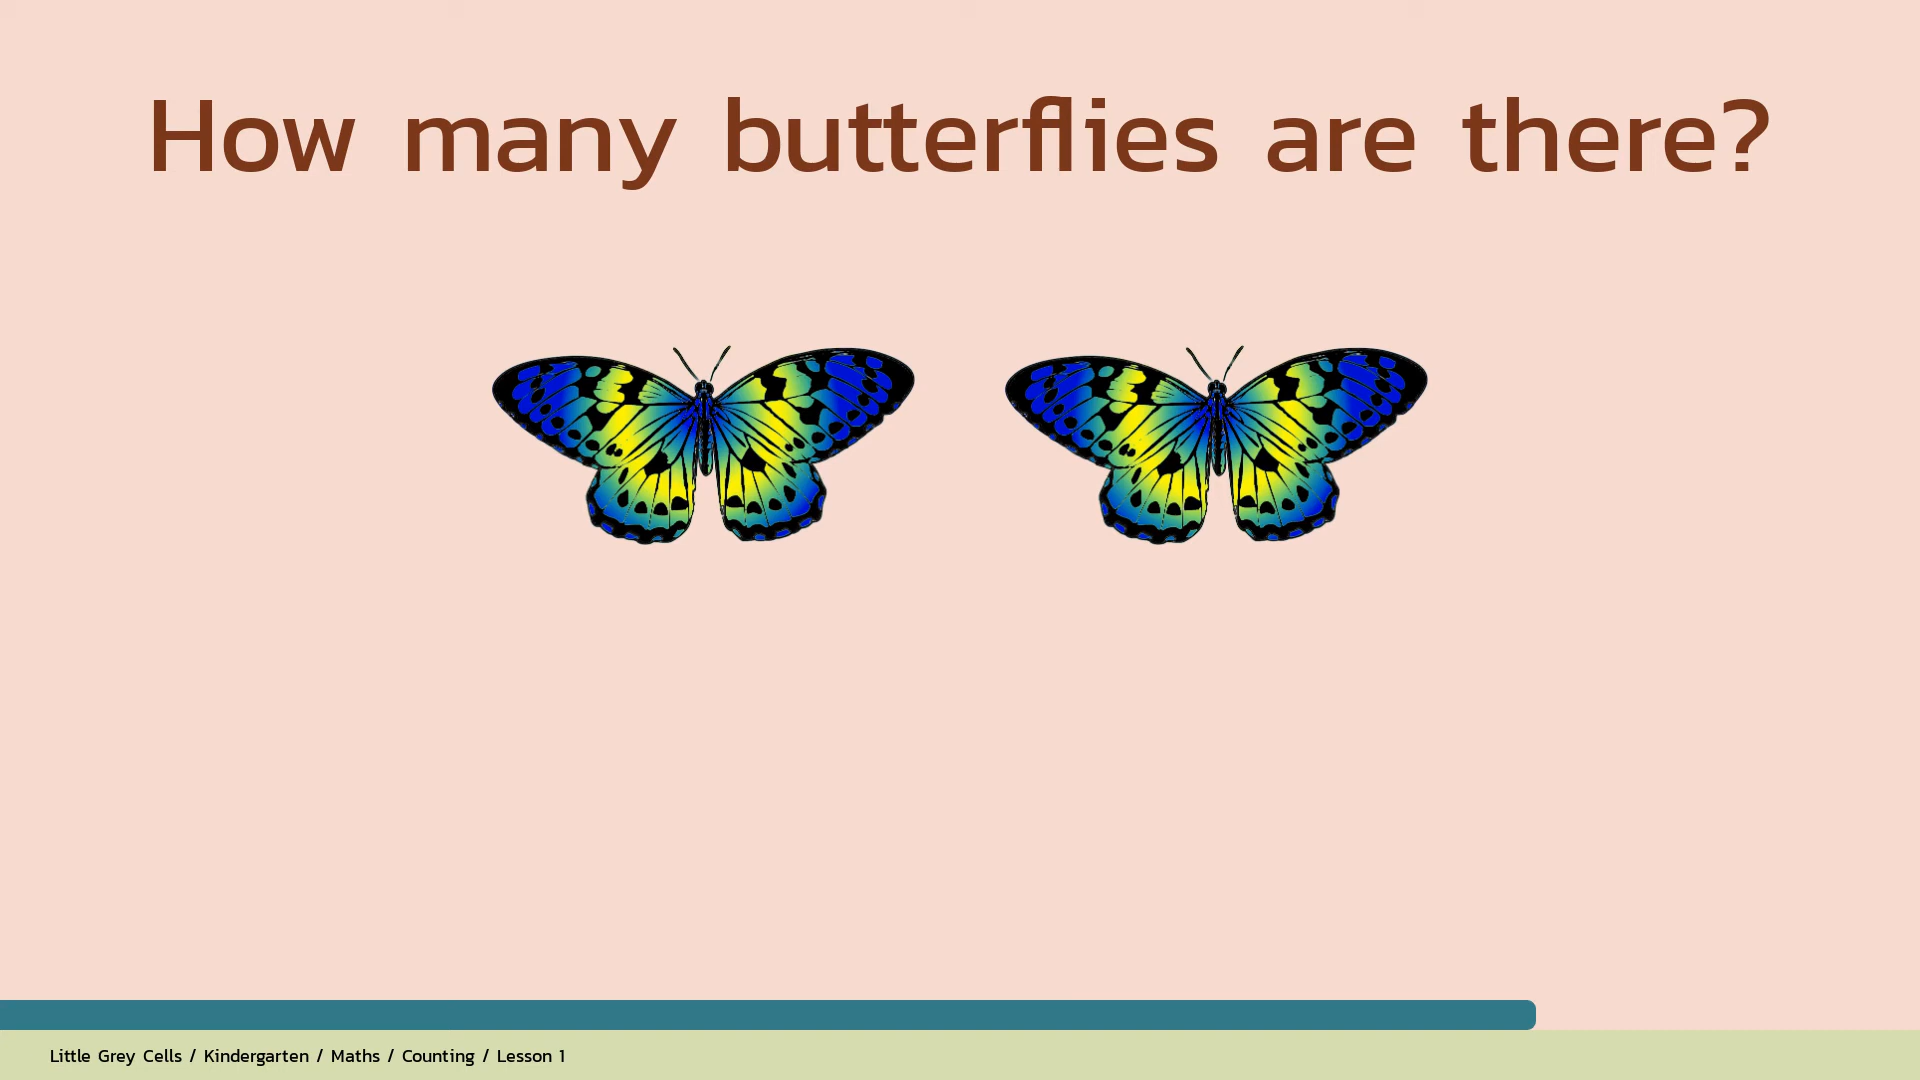 How many butterflies are there?
Little Grey Cells / Kindergarten / Maths / Counting / Lesson 1